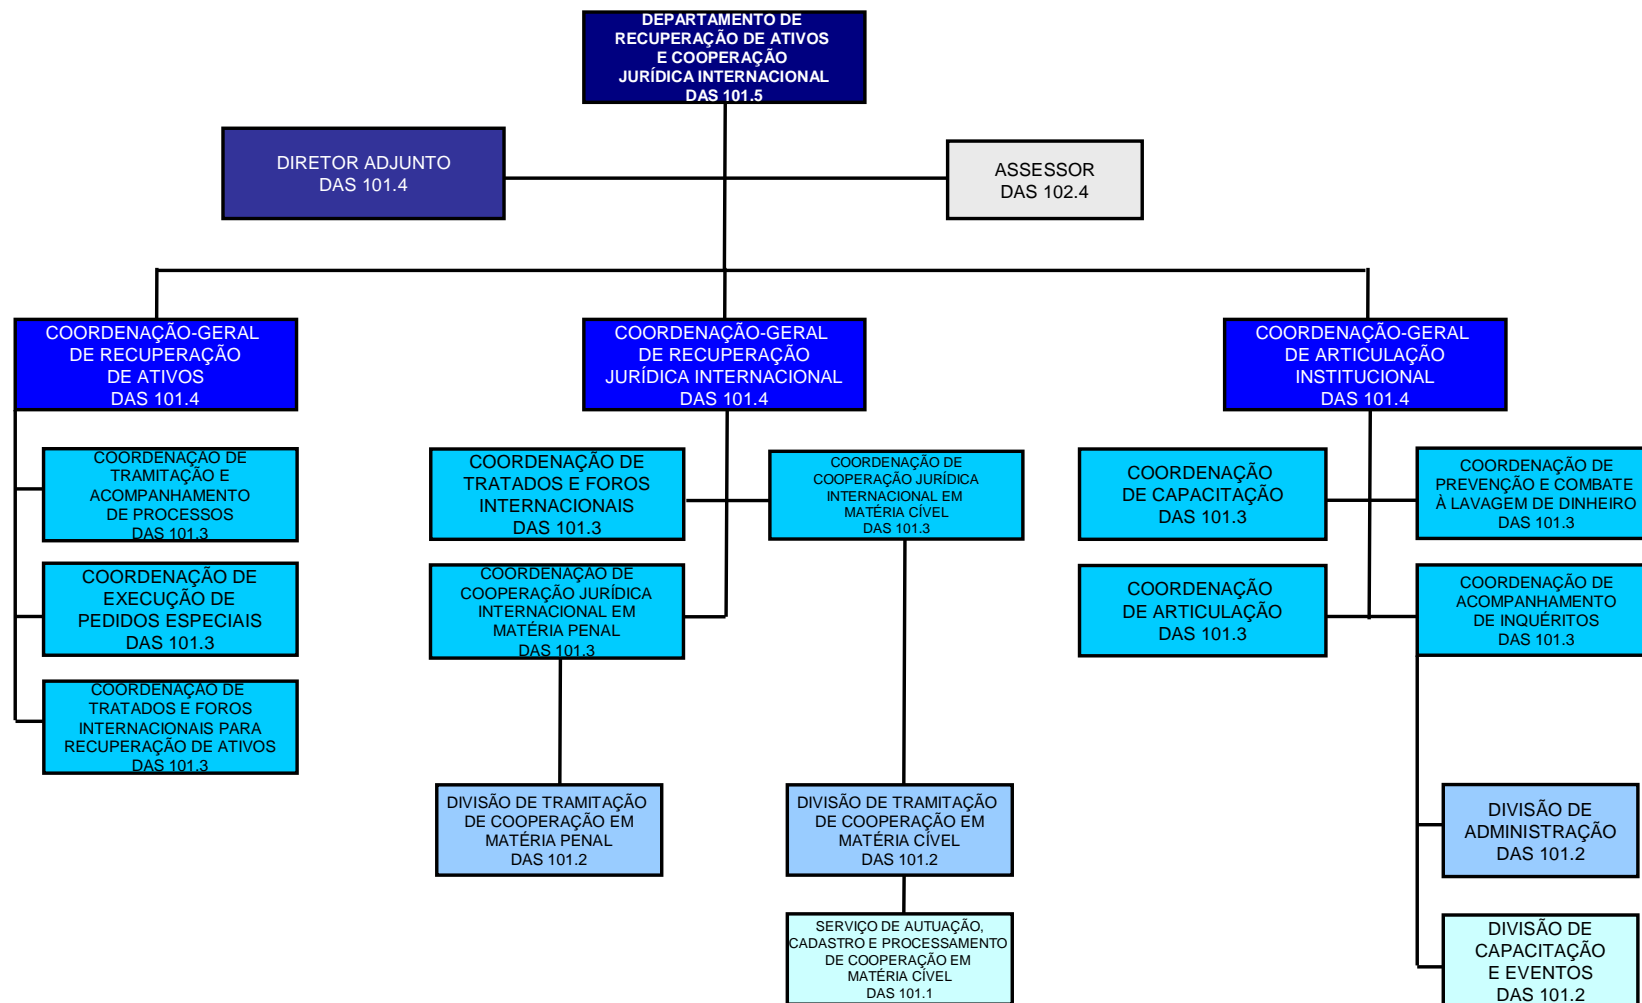 DEPARTAMENTO DE
RECUPERAÇÃO DE ATIVOS
E COOPERAÇÃO
JURÍDICA INTERNACIONAL
DAS 101.5
DIRETOR ADJUNTO
DAS 101.4
ASSESSOR
DAS 102.4
COORDENAÇÃO-GERAL
DE RECUPERAÇÃO
DE ATIVOS
DAS 101.4
COORDENAÇÃO-GERAL
DE RECUPERAÇÃO
JURÍDICA INTERNACIONAL
DAS 101.4
COORDENAÇÃO-GERAL
DE ARTICULAÇÃO
INSTITUCIONAL
DAS 101.4
COORDENAÇÃO DE
TRAMITAÇÃO E
ACOMPANHAMENTO
DE PROCESSOS
DAS 101.3
COORDENAÇÃO DE
TRATADOS E FOROS
INTERNACIONAIS
DAS 101.3
COORDENAÇÃO DE
COOPERAÇÃO JURÍDICA
INTERNACIONAL EM
MATÉRIA CÍVEL
DAS 101.3
COORDENAÇÃO
DE CAPACITAÇÃO
DAS 101.3
COORDENAÇÃO DE
PREVENÇÃO E COMBATE
À LAVAGEM DE DINHEIRO
DAS 101.3
COORDENAÇÃO DE
EXECUÇÃO DE
PEDIDOS ESPECIAIS
DAS 101.3
COORDENAÇÃO DE
COOPERAÇÃO JURÍDICA
INTERNACIONAL EM
MATÉRIA PENAL
DAS 101.3
COORDENAÇÃO
DE ARTICULAÇÃO
DAS 101.3
COORDENAÇÃO DE
ACOMPANHAMENTO
DE INQUÉRITOS
DAS 101.3
COORDENAÇÃO DE
TRATADOS E FOROS
INTERNACIONAIS PARA
RECUPERAÇÃO DE ATIVOS
DAS 101.3
DIVISÃO DE TRAMITAÇÃO
DE COOPERAÇÃO EM
MATÉRIA PENAL
DAS 101.2
DIVISÃO DE TRAMITAÇÃO
DE COOPERAÇÃO EM
MATÉRIA CÍVEL
DAS 101.2
DIVISÃO DE
ADMINISTRAÇÃO
DAS 101.2
SERVIÇO DE AUTUAÇÃO,
CADASTRO E PROCESSAMENTO
DE COOPERAÇÃO EM
MATÉRIA CÍVEL
DAS 101.1
DIVISÃO DE
CAPACITAÇÃO
E EVENTOS
DAS 101.2